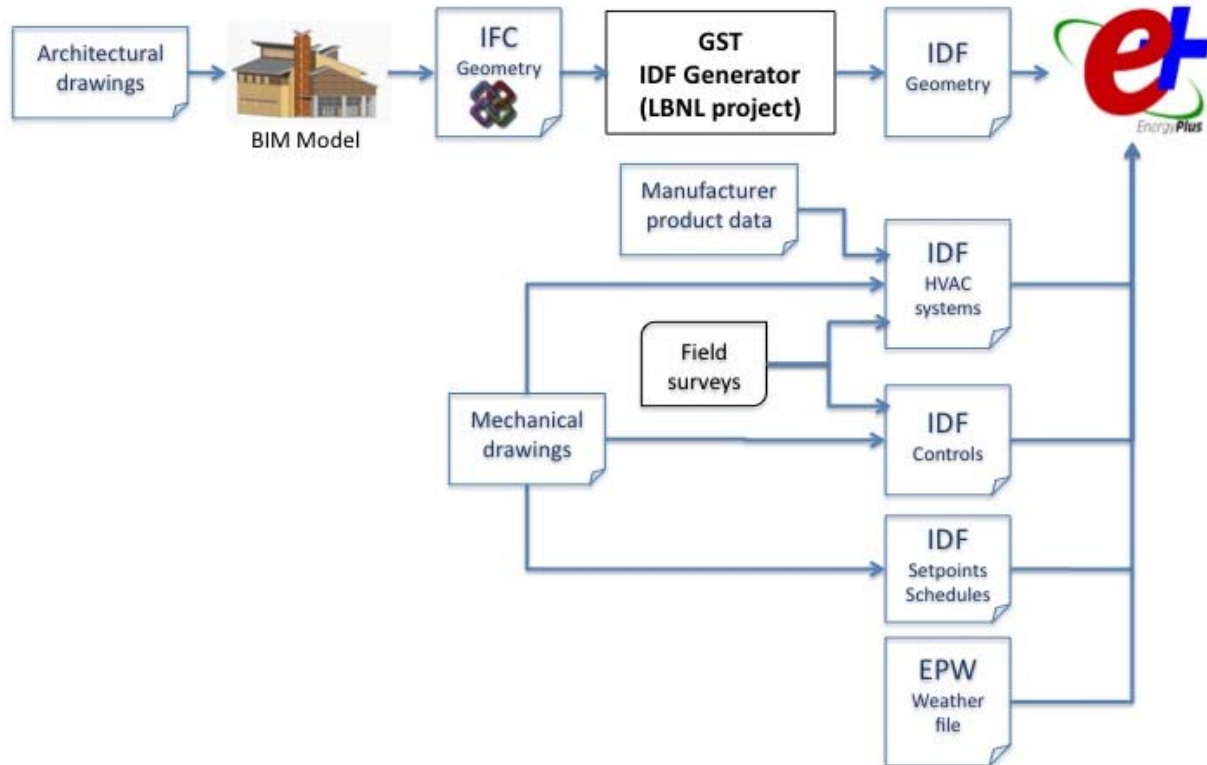 Architectural
drawings
BIM Model
IFC
Geometry
GST
IDF Generator
(LBNL project)
IDF
Geometry
e+
EnergyPlus
Manufacturer
product data
IDF
HVAC
systems
Field
surveys
Mechanical
drawings
IDF
Controls
IDF
Setpoints
Schedules
EPW
Weather
file